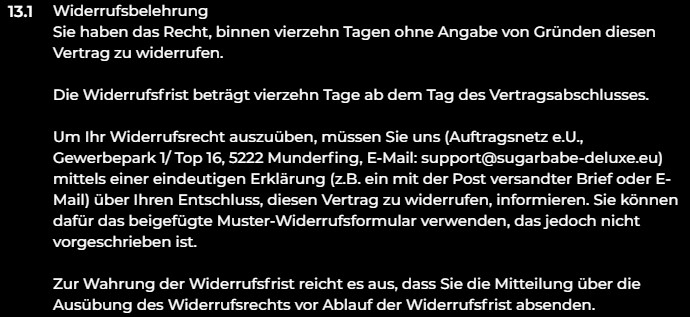 13.1 Widerrufsbelehrung
Sie haben das Recht, binnen vierzehn Tagen ohne Angabe von Gründen diesen
Vertrag zu widerrufen.
Die Widerrufsfrist beträgt vierzehn Tage ab dem Tag des Vertragsabschlusses.
Um Ihr Widerrufsrecht auszuüben, müssen Sie uns (Auftragsnetz e.U.,
Gewerbepark 1/ Top 16, 5222 Munderfing, E-Mail: support@sugarbabe-deluxe.eu)
mittels einer eindeutigen Erklärung (z.B. ein mit der Post versandter Brief oder E-
Mail) über Ihren Entschluss, diesen Vertrag zu widerrufen, informieren. Sie können
dafür das beigefügte Muster-Widerrufsformular verwenden, das jedoch nicht
vorgeschrieben ist.
Zur Wahrung der Widerrufsfrist reicht es aus, dass Sie die Mitteilung über die
Ausübung des Widerrufsrechts vor Ablauf der Widerrufsfrist absenden.